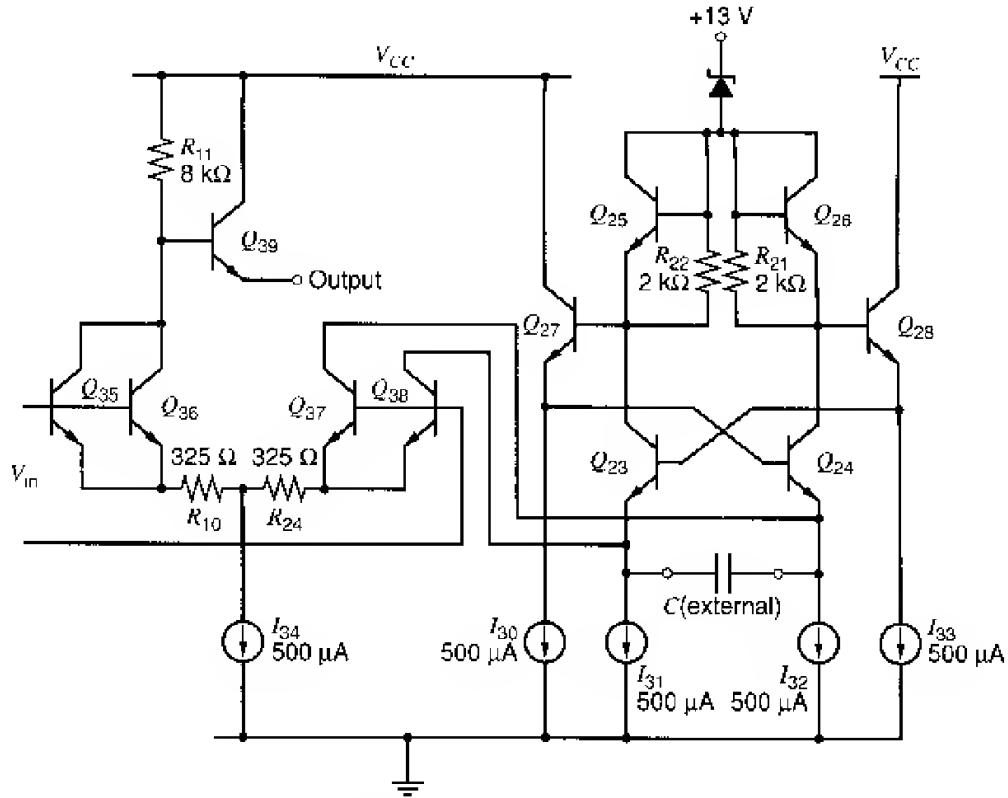 +13 V
V_CC
V_CC
R_11
8 kΩ
Q_39
Output
Q_25
Q_26
R_22
2 kΩ
R_21
2 kΩ
Q_27
Q_28
Q_35
Q_36
Q_37
Q_38
Q_23
Q_24
V_in
325 Ω
325 Ω
R_10
R_24
C(external)
I_34
500 µA
I_30
500 µA
I_31
500 µA
I_32
500 µA
I_33
500 µA